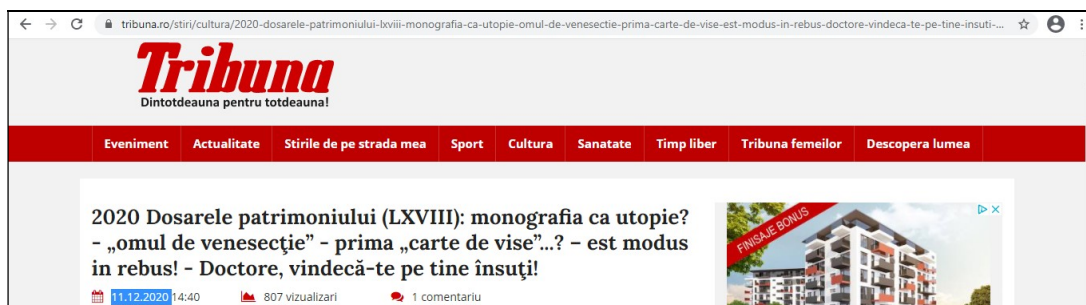 tribuna.ro/stiri/cultura/2020-dosarele-patrimoniului-lxviii-monografia-ca-utopie-omul-de-venesectie-prima-carte-de-vise-est-modus-in-rebus-doctore-vindeca-te-pe-tine-insuti-...
Tribuna
Dintotdeauna pentru totdeauna!
Eveniment Actualitate Stirile de pe strada mea Sport Cultura Sanatate Timp liber Tribuna femeilor Descopera lumea
2020 Dosarele patrimoniului (LXVIII): monografia ca utopie?
- „omul de venesecţie” - prima „carte de vise”...? – est modus
in rebus! - Doctore, vindecă-te pe tine însuţi!
11.12.2020 14:40 807 vizualizari 1 comentariu
FINISAJE BONUS